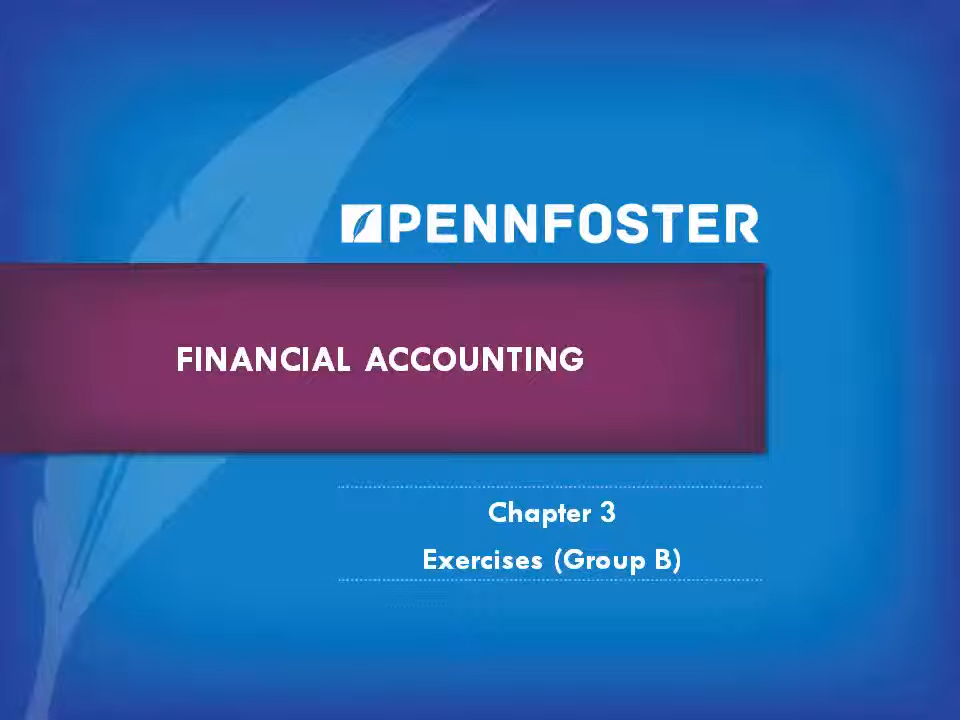 PENNFOSTER
FINANCIAL ACCOUNTING
Chapter 3
Exercises (Group B)